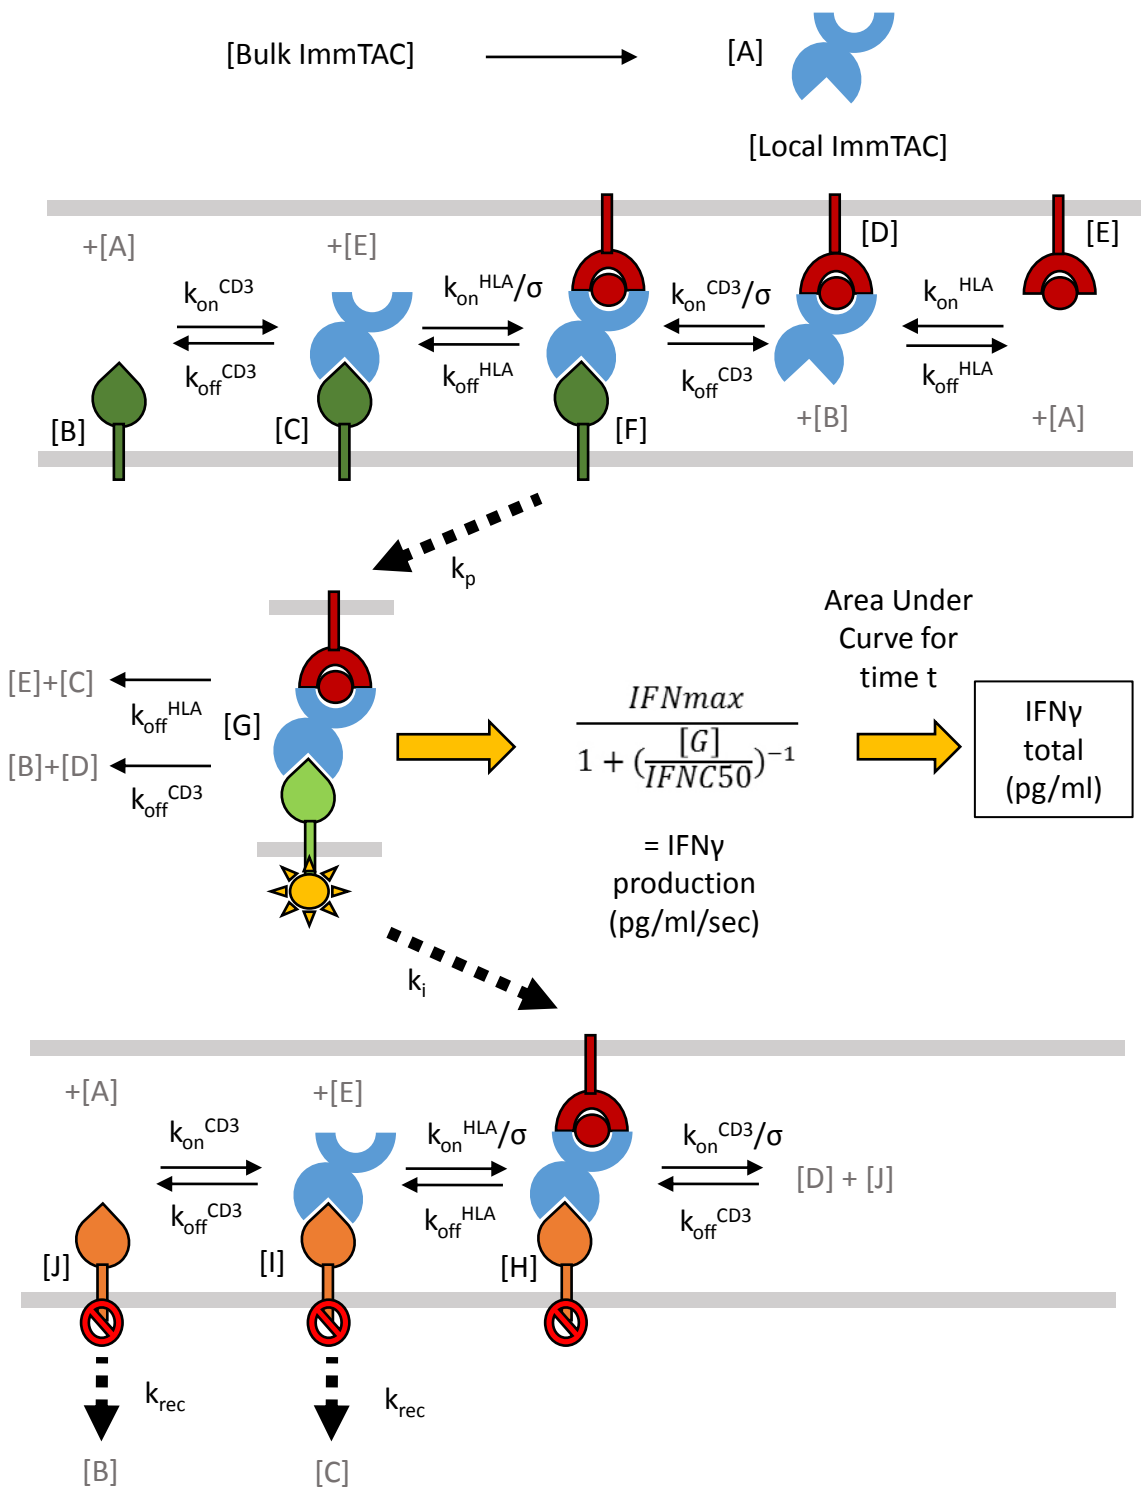 [Bulk ImmTAC]
[A]
[Local ImmTAC]
+[A]
+[E]
[D]
[E]
k_on^CD3
k_off^CD3
k_on^HLA/σ
k_off^HLA
k_on^CD3/σ
k_off^CD3
k_on^HLA
k_off^HLA
[B]
[C]
[F]
+[B]
+[A]
k_p
[E]+[C]
k_off^HLA
[G]
[B]+[D]
k_off^CD3
IFNmax
1 + ([G]/IFNC50)^-1
= IFNγ
production
(pg/ml/sec)
Area Under
Curve for
time t
IFNγ
total
(pg/ml)
k_i
+[A]
+[E]
k_on^CD3
k_off^CD3
k_on^HLA/σ
k_off^HLA
k_on^CD3/σ
k_off^CD3
[D] + [J]
[J]
[I]
[H]
k_rec
k_rec
[B]
[C]